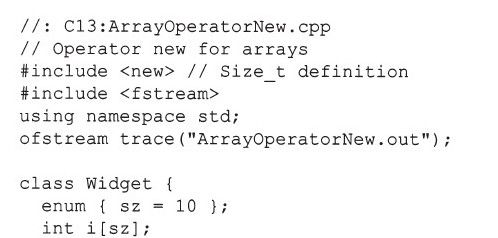 //: C13:ArrayOperatorNew.cpp
// Operator new for arrays
#include <new> // Size_t definition
#include <fstream>
using namespace std;
ofstream trace("ArrayOperatorNew.out");

class Widget {
  enum { sz = 10 };
  int i[sz];